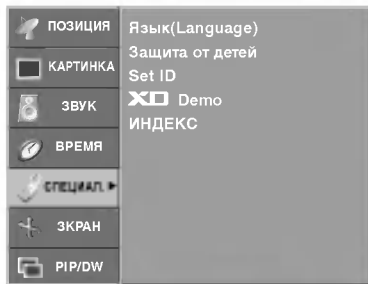 ПОЗИЦИЯ
КАРТИНКА
ЗВУК
ВРЕМЯ
СПЕЦИАЛ.
ЗКРАН
PIP/DW
Язык(Language)
Защита от детей
Set ID
XD Demo
ИНДЕКС